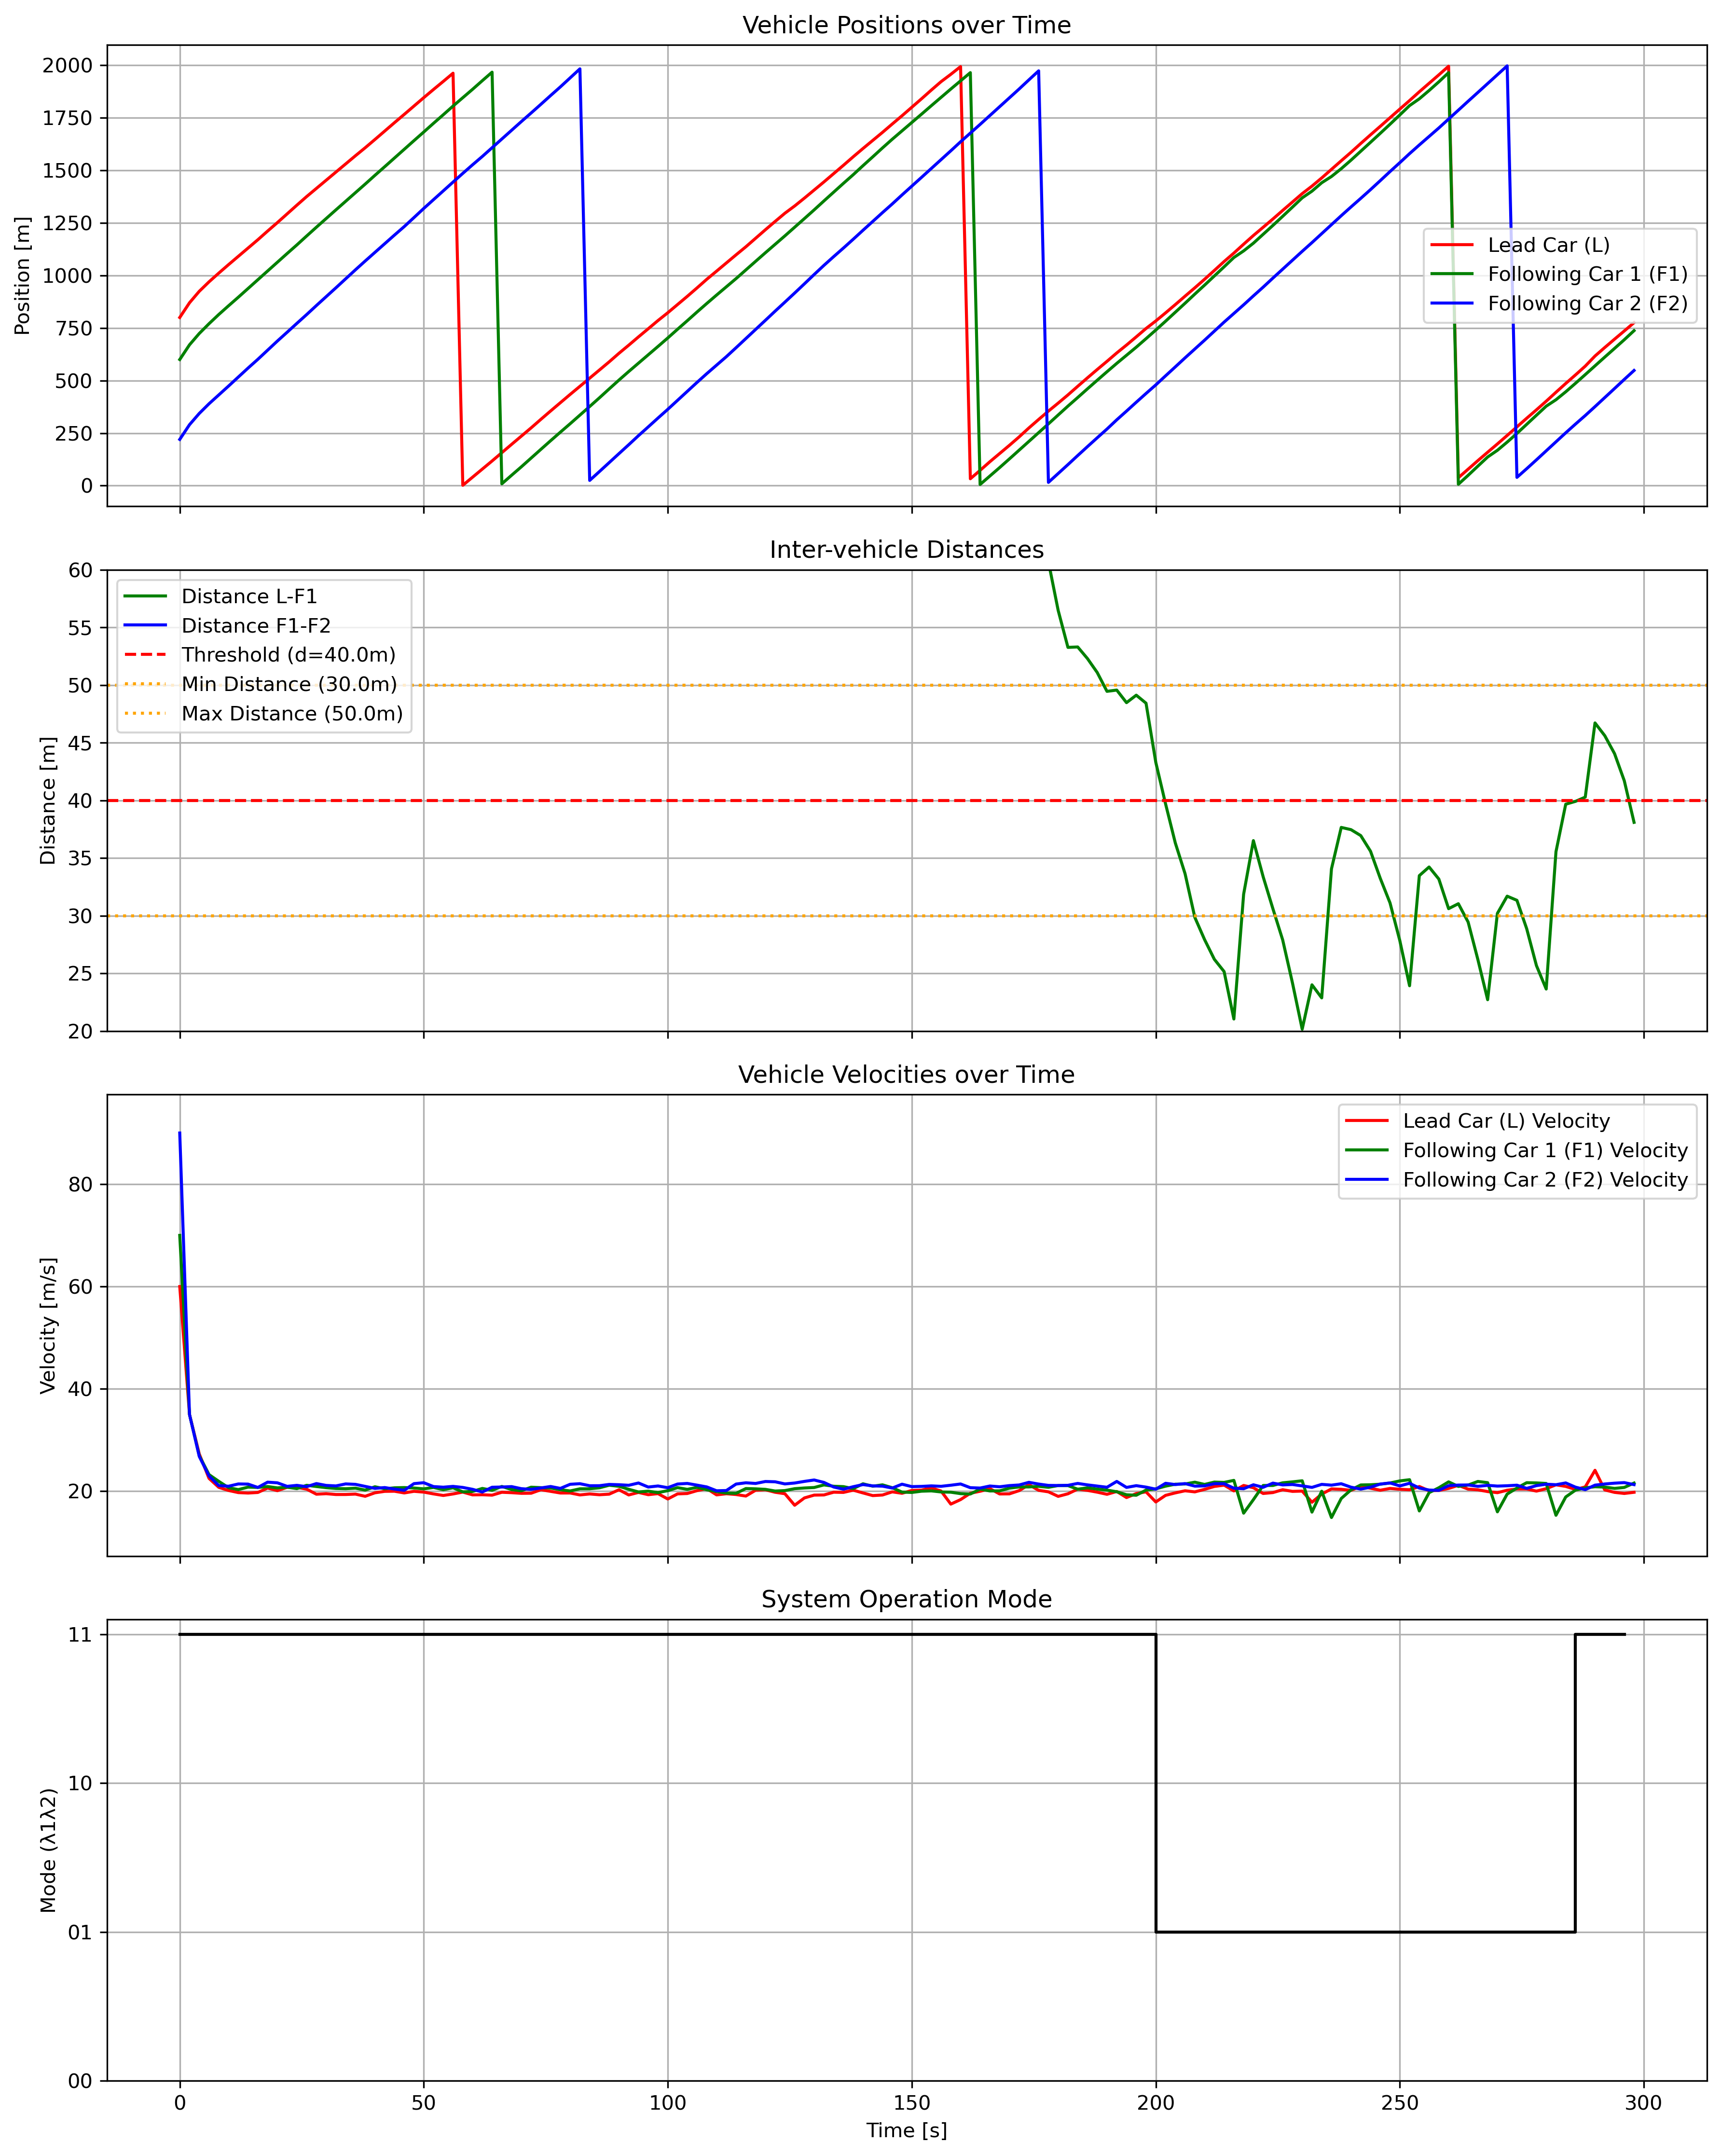 Vehicle Positions over Time
2000
1750
1500
1250
1000
750
500
250
0
Position [m]
Lead Car (L)
Following Car 1 (F1)
Following Car 2 (F2)
Inter-vehicle Distances
60
55
50
45
40
35
30
25
20
Distance [m]
Distance L-F1
Distance F1-F2
Threshold (d=40.0m)
Min Distance (30.0m)
Max Distance (50.0m)
Vehicle Velocities over Time
80
60
40
20
Velocity [m/s]
Lead Car (L) Velocity
Following Car 1 (F1) Velocity
Following Car 2 (F2) Velocity
System Operation Mode
11
10
01
00
Mode (λ1λ2)
0 50 100 150 200 250 300
Time [s]